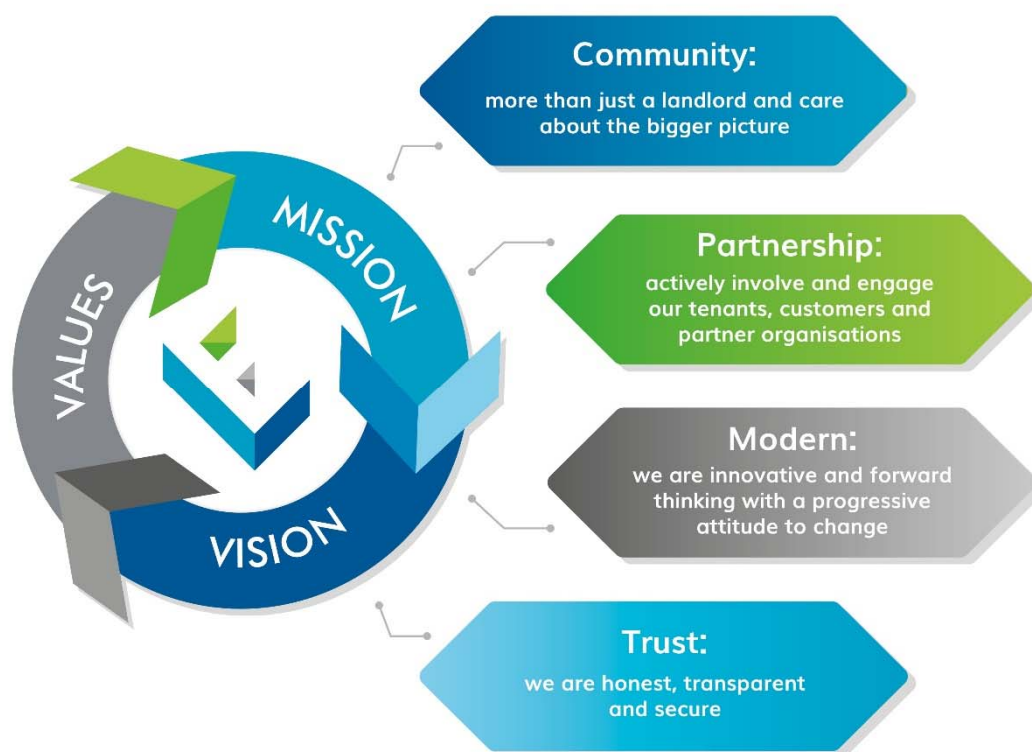 MISSION
VALUES
VISION
Community:
more than just a landlord and care
about the bigger picture
Partnership:
actively involve and engage
our tenants, customers and
partner organisations
Modern:
we are innovative and forward
thinking with a progressive
attitude to change
Trust:
we are honest, transparent
and secure